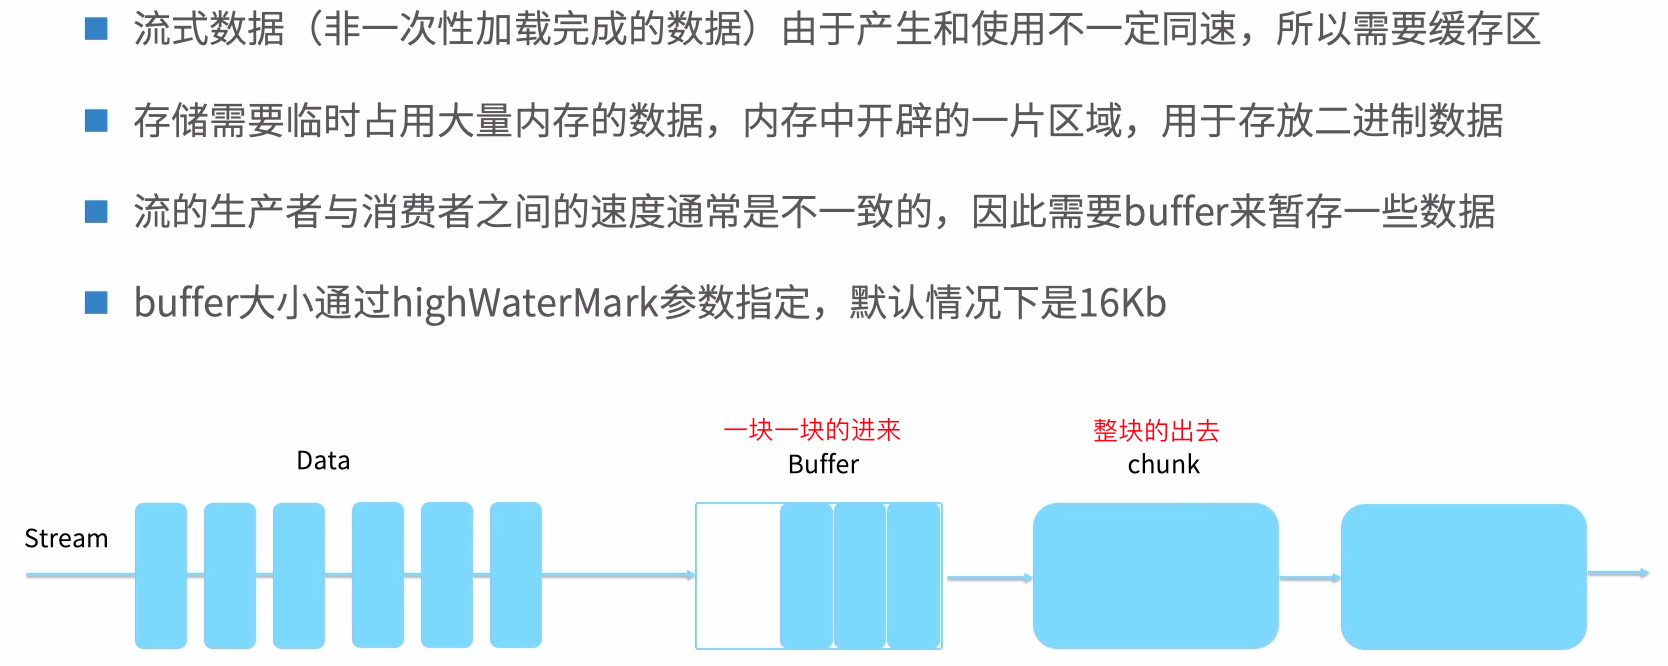 流式数据（非一次性加载完成的数据）由于产生和使用不一定同速，所以需要缓存区
存储需要临时占用大量内存的数据，内存中开辟的一片区域，用于存放二进制数据
流的生产者与消费者之间的速度通常是不一致的，因此需要buffer来暂存一些数据
buffer大小通过highWaterMark参数指定，默认情况下是16Kb
一块一块的进来
整块的出去
Data
Buffer
chunk
Stream